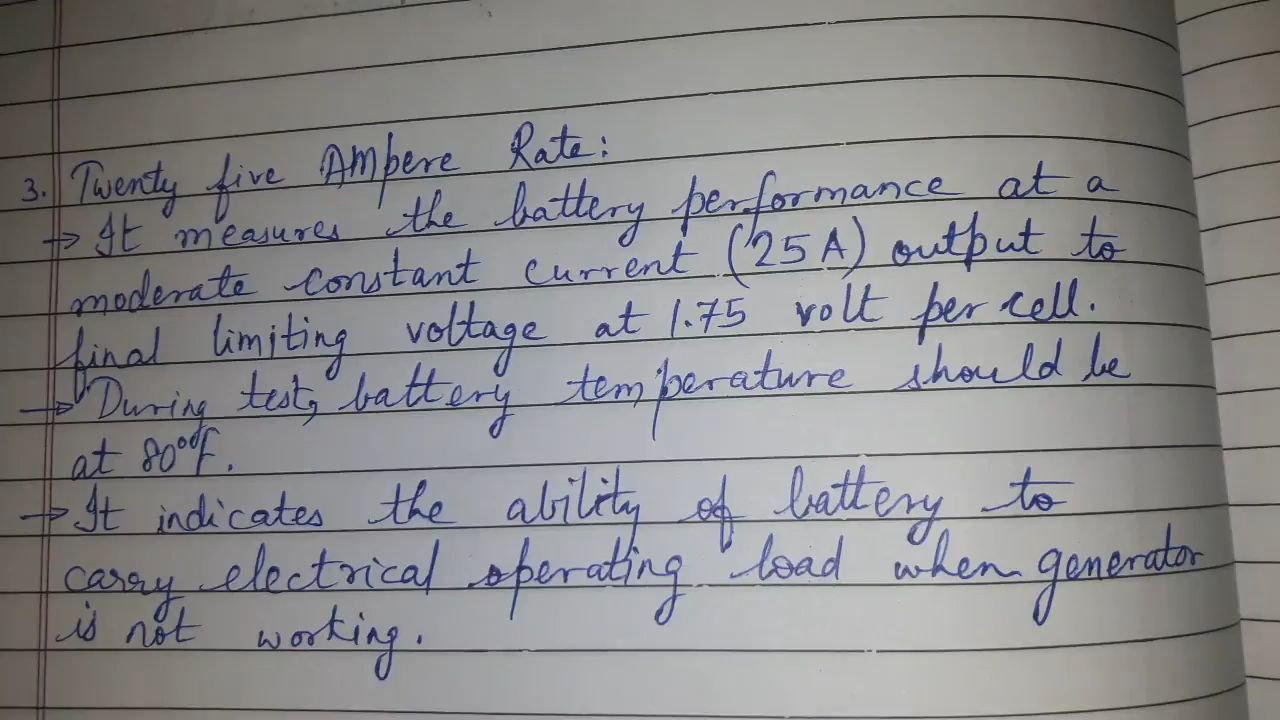 3. Twenty five Ampere Rate:
→ It measures the battery performance at a
moderate constant current (25A) output to
final limiting voltage at 1.75 volt per cell.
→ During test, battery temperature should be
at 80°F.
→ It indicates the ability of battery to
carry electrical operating load when generator
is not working.